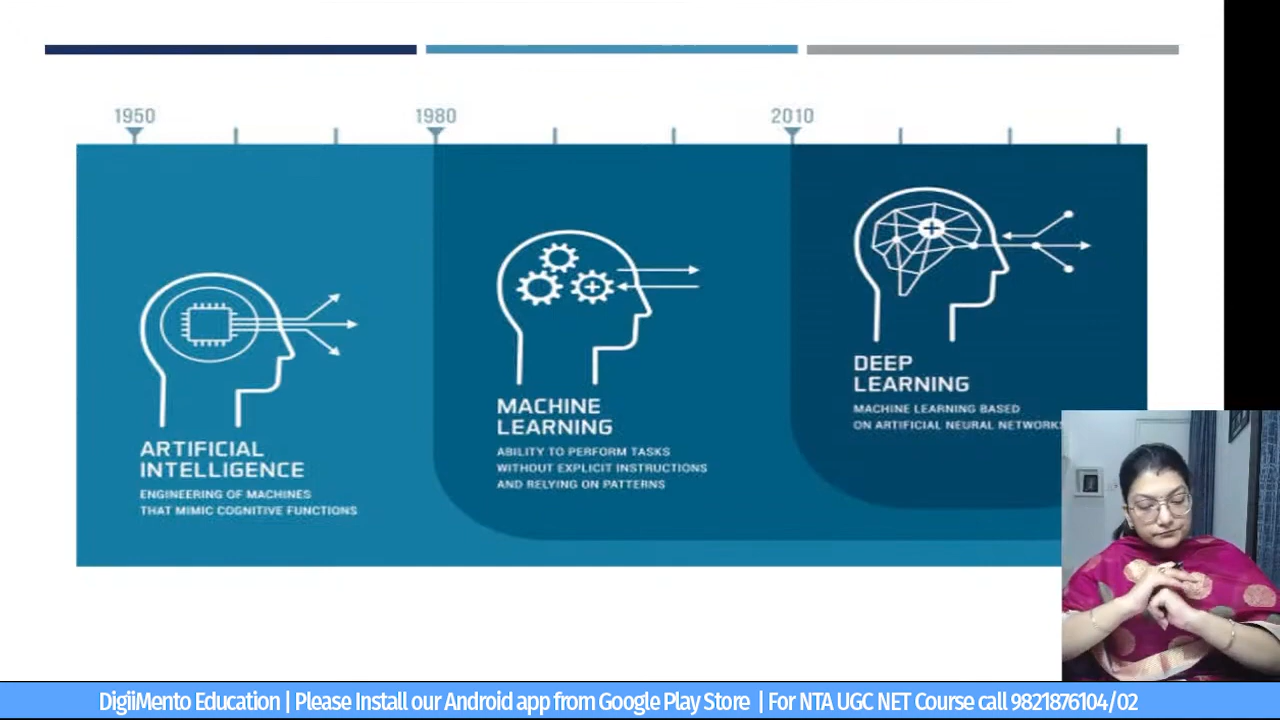 1950 1980 2010
ARTIFICIAL
INTELLIGENCE
ENGINEERING OF MACHINES
THAT MIMIC COGNITIVE FUNCTIONS
MACHINE
LEARNING
ABILITY TO PERFORM TASKS
WITHOUT EXPLICIT INSTRUCTIONS
AND RELYING ON PATTERNS
DEEP
LEARNING
MACHINE LEARNING BASED
ON ARTIFICIAL NEURAL NETWORKS
DigiiMento Education | Please Install our Android app from Google Play Store | For NTA UGC NET Course call 9821876104/02